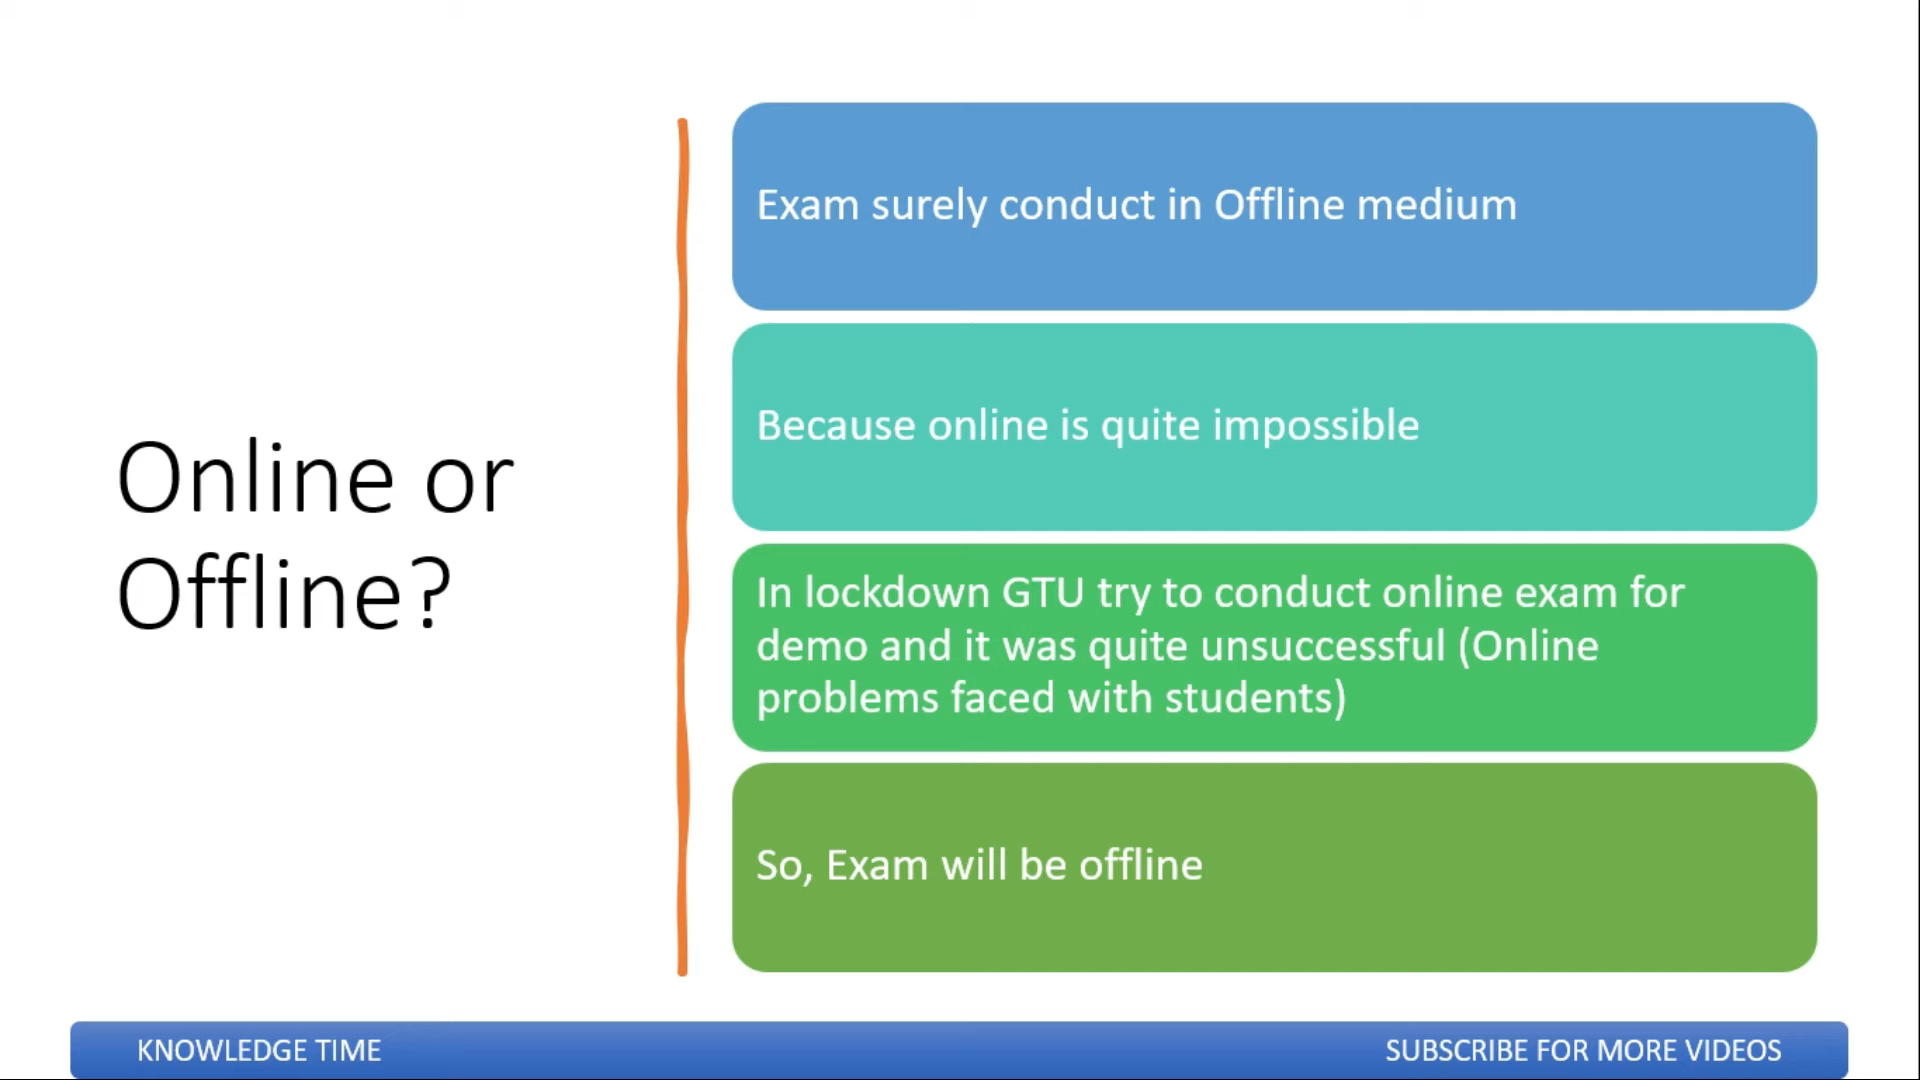 Online or
Offline?
Exam surely conduct in Offline medium
Because online is quite impossible
In lockdown GTU try to conduct online exam for
demo and it was quite unsuccessful (Online
problems faced with students)
So, Exam will be offline
KNOWLEDGE TIME
SUBSCRIBE FOR MORE VIDEOS